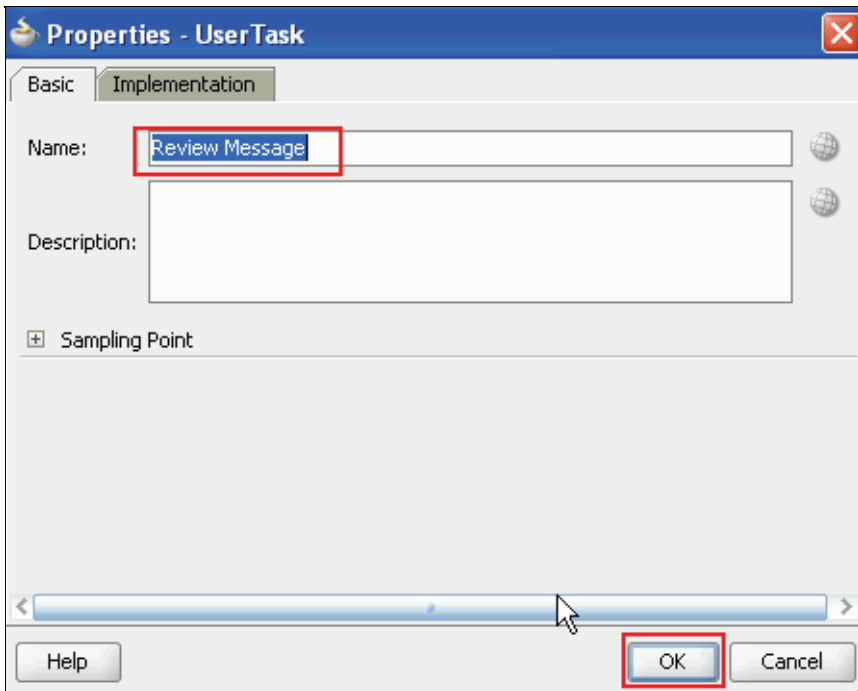 Properties - UserTask
Basic Implementation
Name: Review Message
Description:
Sampling Point
Help OK Cancel